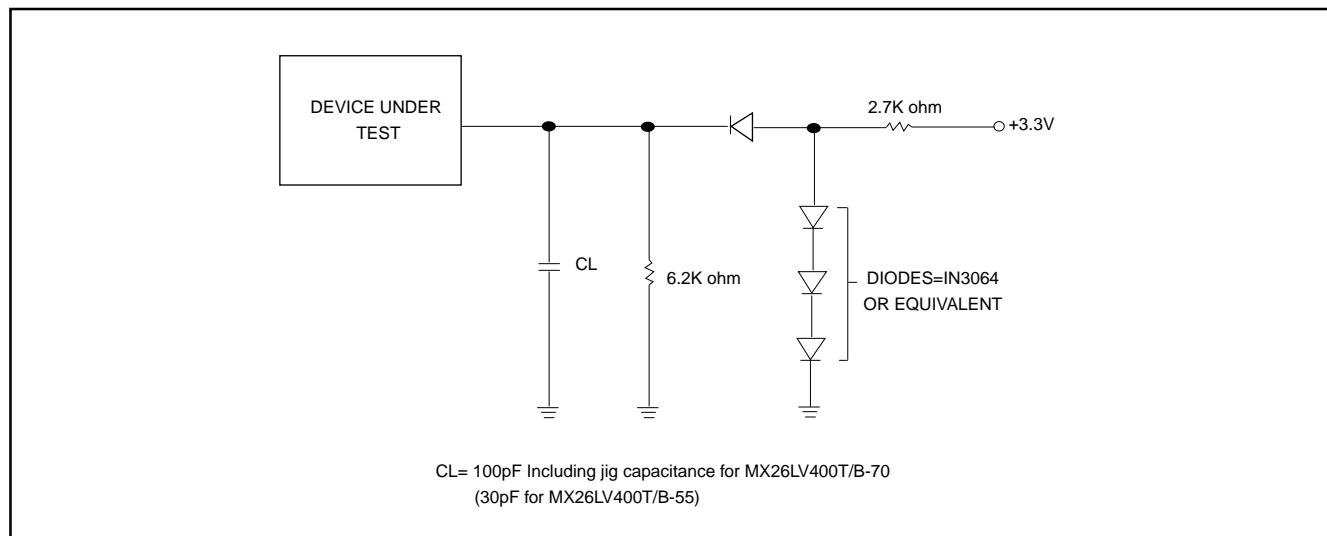 DEVICE UNDER
TEST
2.7K ohm
+3.3V
CL
6.2K ohm
DIODES=IN3064
OR EQUIVALENT
CL= 100pF Including jig capacitance for MX26LV400T/B-70
(30pF for MX26LV400T/B-55)